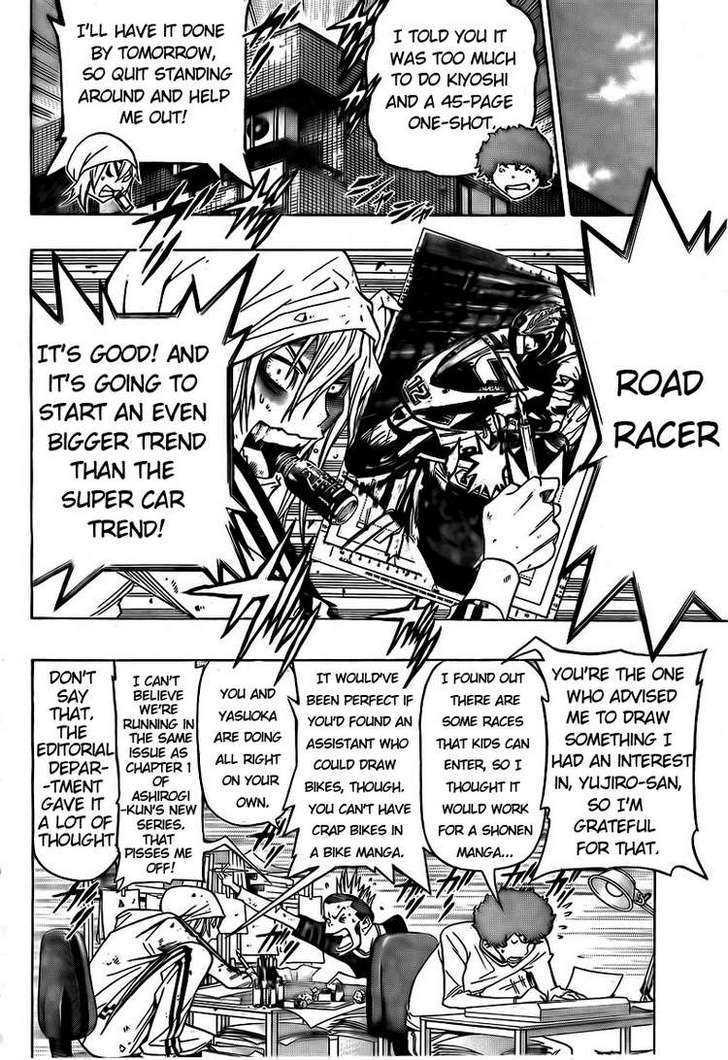 I TOLD YOU IT
WAS TOO MUCH
TO DO KIYOSHI
AND A 45-PAGE
ONE-SHOT.
I'LL HAVE IT DONE
BY TOMORROW,
SO QUIT STANDING
AROUND AND HELP
ME OUT!
ROAD
RACER
12
IT'S GOOD! AND
IT'S GOING TO
START AN EVEN
BIGGER TREND
THAN THE
SUPER CAR
TREND!
YOU'RE THE ONE
WHO ADVISED
ME TO DRAW
SOMETHING I
HAD AN INTEREST
IN, YUJIRO-SAN,
SO I'M
GRATEFUL
FOR THAT.
I FOUND OUT
THERE ARE
SOME RACES
THAT KIDS CAN
ENTER, SO I
THOUGHT IT
WOULD WORK
FOR A SHONEN
MANGA...
IT WOULD'VE
BEEN PERFECT IF
YOU'D FOUND AN
ASSISTANT WHO
COULD DRAW
BIKES, THOUGH.
YOU CAN'T HAVE
CRAP BIKES IN
A BIKE MANGA.
YOU AND
YASUOKA
ARE DOING
ALL RIGHT
ON YOUR
OWN.
I CAN'T
BELIEVE
WE'RE
RUNNING IN
THE SAME
ISSUE AS
CHAPTER 1
OF
ASHIROGI
-KUN'S NEW
SERIES.
THAT
PISSES ME
OFF!
DON'T
SAY
THAT.
THE
EDITORIAL
DEPAR-
-TMENT
GAVE IT
A LOT OF
THOUGHT.